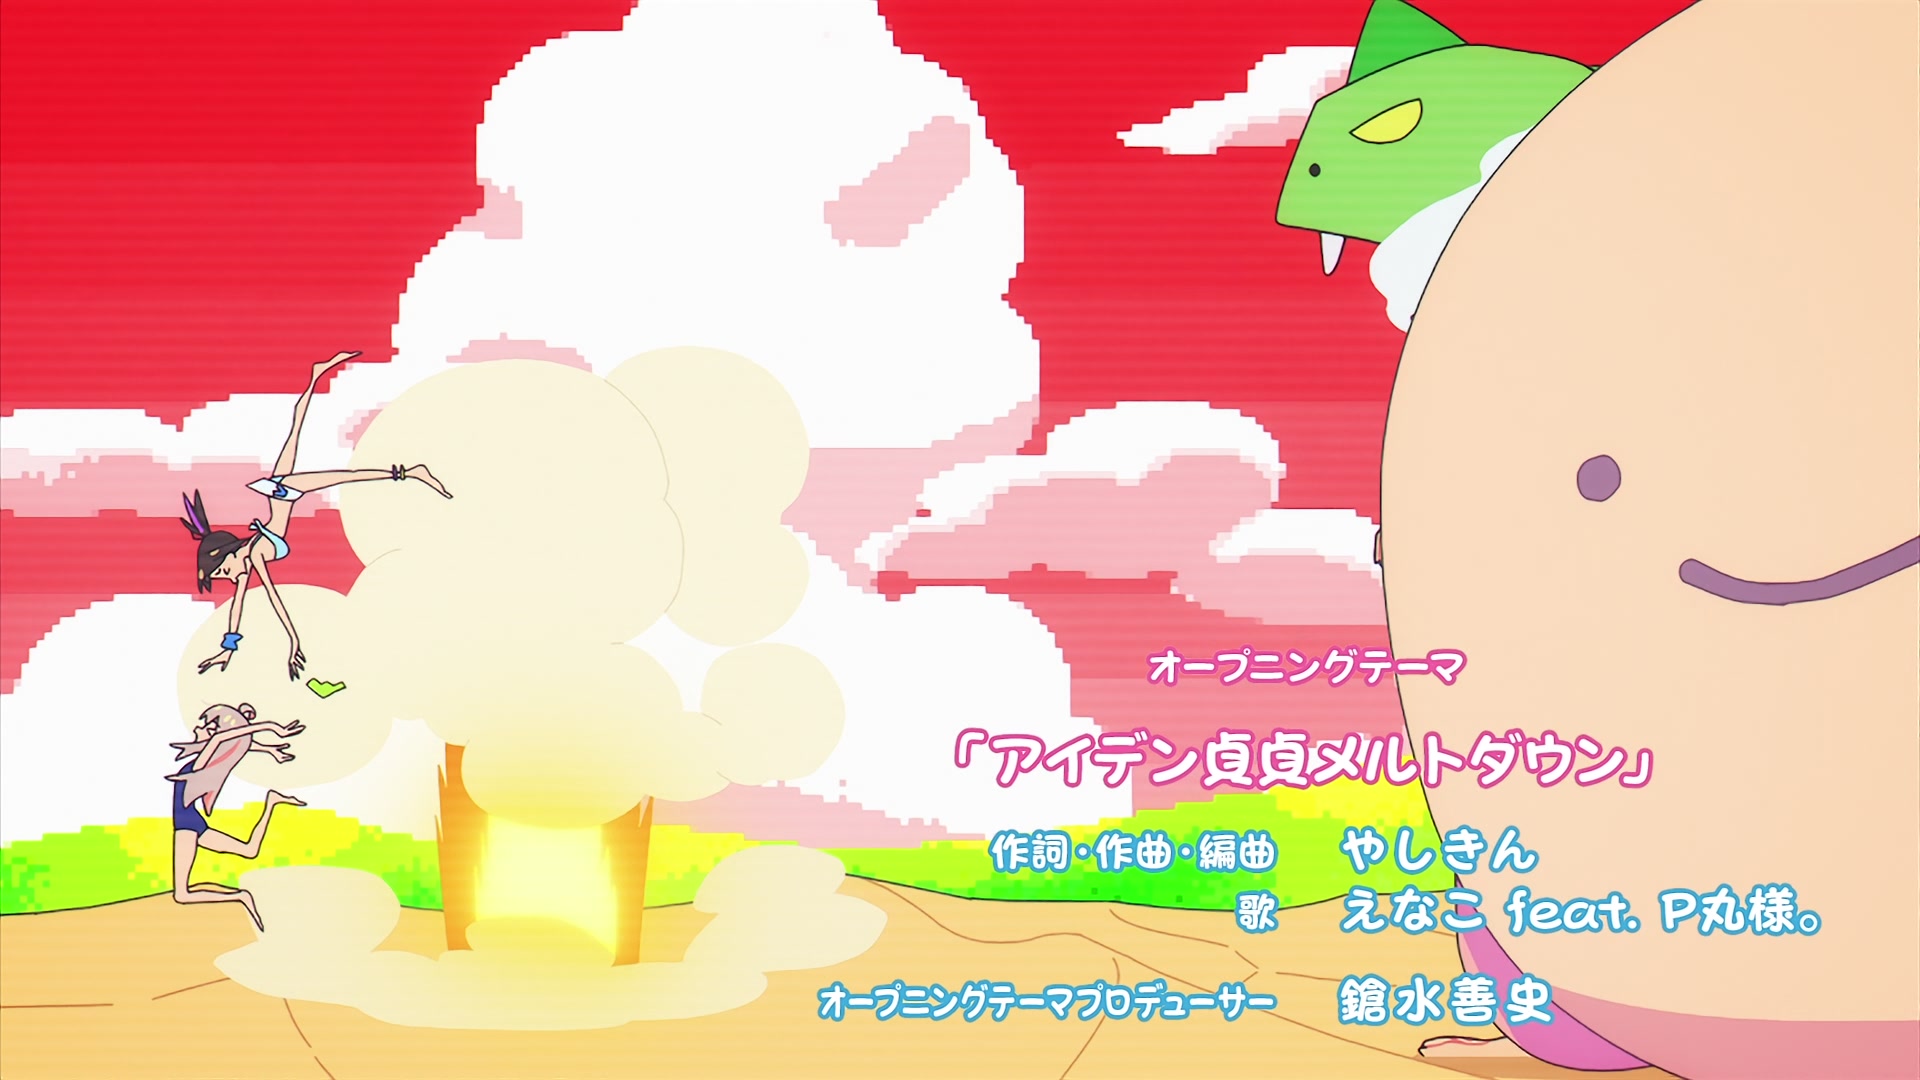 オープニングテーマ
「アイデン貞貞メルトダウン」
作詞・作曲・編曲 やしきん
歌 えなこ feat. P丸様。
オープニングテーマプロデューサー 鎗水善史